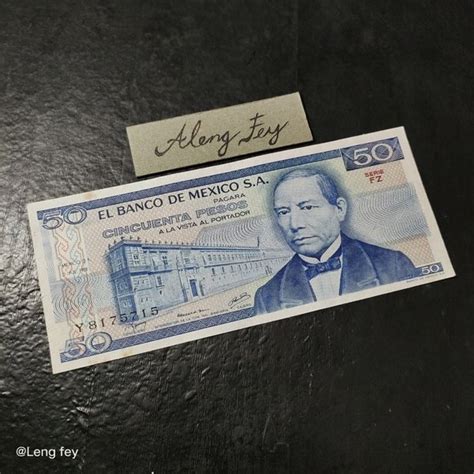 Aleng Fey
50
50
EL BANCO DE MEXICO S.A.
SERIE
FZ
PAGARA
CINCUENTA PESOS
A LA VISTA AL PORTADOR
Y8175715
50
50
@Leng fey